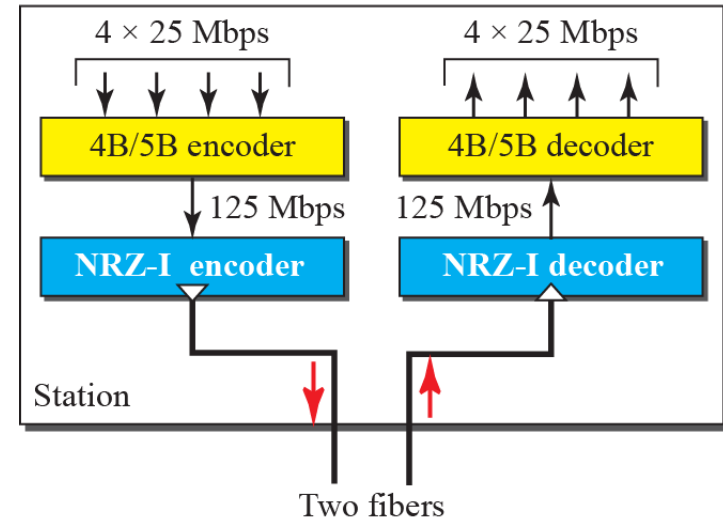 4 × 25 Mbps
4 × 25 Mbps
4B/5B encoder
4B/5B decoder
125 Mbps
125 Mbps
NRZ-I encoder
NRZ-I decoder
Station
Two fibers